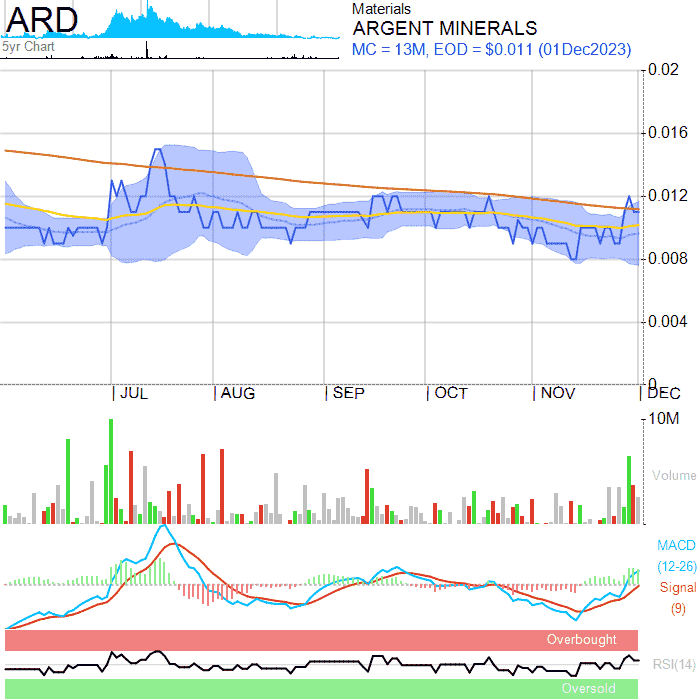 ARD
5yr Chart
Materials
ARGENT MINERALS
MC = 13M, EOD = $0.011 (01Dec2023)
0.02
0.016
0.012
0.008
0.004
0
JUL
AUG
SEP
OCT
NOV
DEC
10M
Volume
MACD
(12-26)
Signal
(9)
Overbought
RSI(14)
Oversold